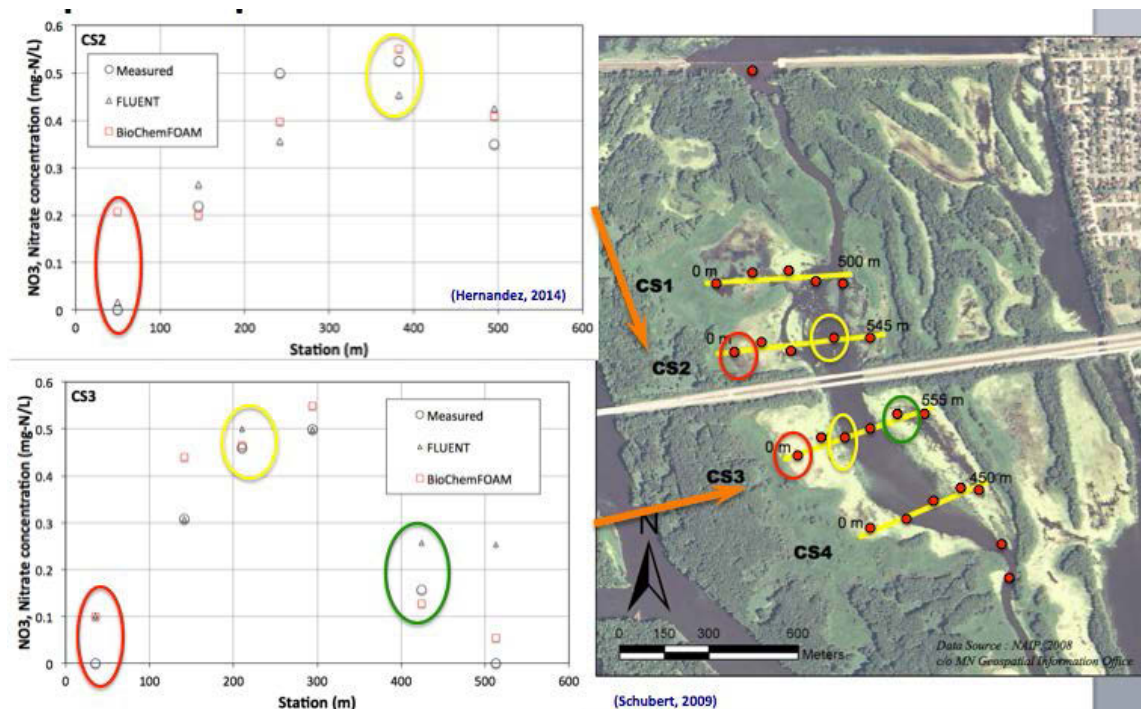 CS2
NO3, Nitrate concentration (mg-N/L)
0.6
0.5
0.4
0.3
0.2
0.1
0
Measured
FLUENT
BioChemFOAM
(Hernandez, 2014)
0 100 200 300 400 500 600
Station (m)
CS3
NO3, Nitrate concentration (mg-N/L)
0.6
0.5
0.4
0.3
0.2
0.1
0
Measured
FLUENT
BioChemFOAM
0 100 200 300 400 500 600
Station (m)
0 m
500 m
CS1
0 m
545 m
CS2
0 m
555 m
CS3
0 m
450 m
CS4
N
0 150 300 600
Meters
Data Source : NAIP, 2008
c/o MN Geospatial Information Office
(Schubert, 2009)